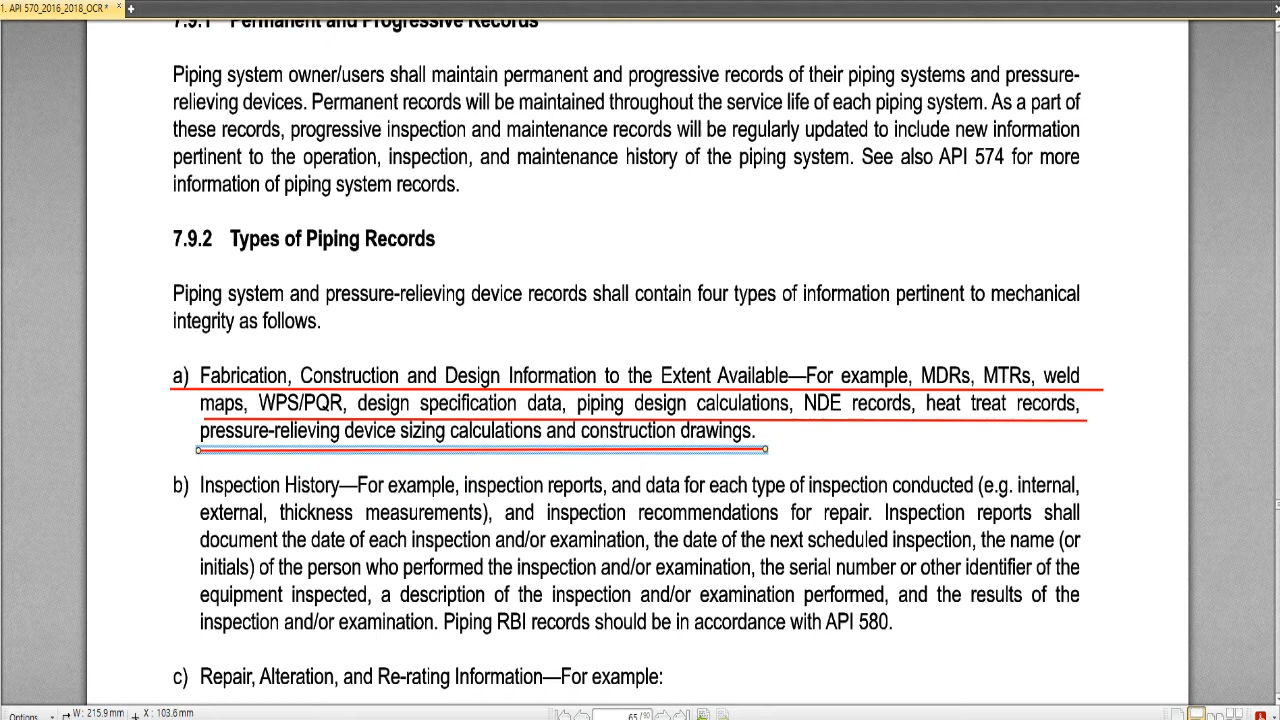 1. API 570_2016_2018_OCR*
7.9.1 Permanent and Progressive Records
Piping system owner/users shall maintain permanent and progressive records of their piping systems and pressure-
relieving devices. Permanent records will be maintained throughout the service life of each piping system. As a part of
these records, progressive inspection and maintenance records will be regularly updated to include new information
pertinent to the operation, inspection, and maintenance history of the piping system. See also API 574 for more
information of piping system records.
7.9.2 Types of Piping Records
Piping system and pressure-relieving device records shall contain four types of information pertinent to mechanical
integrity as follows.
a) Fabrication, Construction and Design Information to the Extent Available—For example, MDRs, MTRs, weld
maps, WPS/PQR, design specification data, piping design calculations, NDE records, heat treat records,
pressure-relieving device sizing calculations and construction drawings.
b) Inspection History—For example, inspection reports, and data for each type of inspection conducted (e.g. internal,
external, thickness measurements), and inspection recommendations for repair. Inspection reports shall
document the date of each inspection and/or examination, the date of the next scheduled inspection, the name (or
initials) of the person who performed the inspection and/or examination, the serial number or other identifier of the
equipment inspected, a description of the inspection and/or examination performed, and the results of the
inspection and/or examination. Piping RBI records should be in accordance with API 580.
c) Repair, Alteration, and Re-rating Information—For example:
Options W: 215.9mm X: 103.6mm 65/90